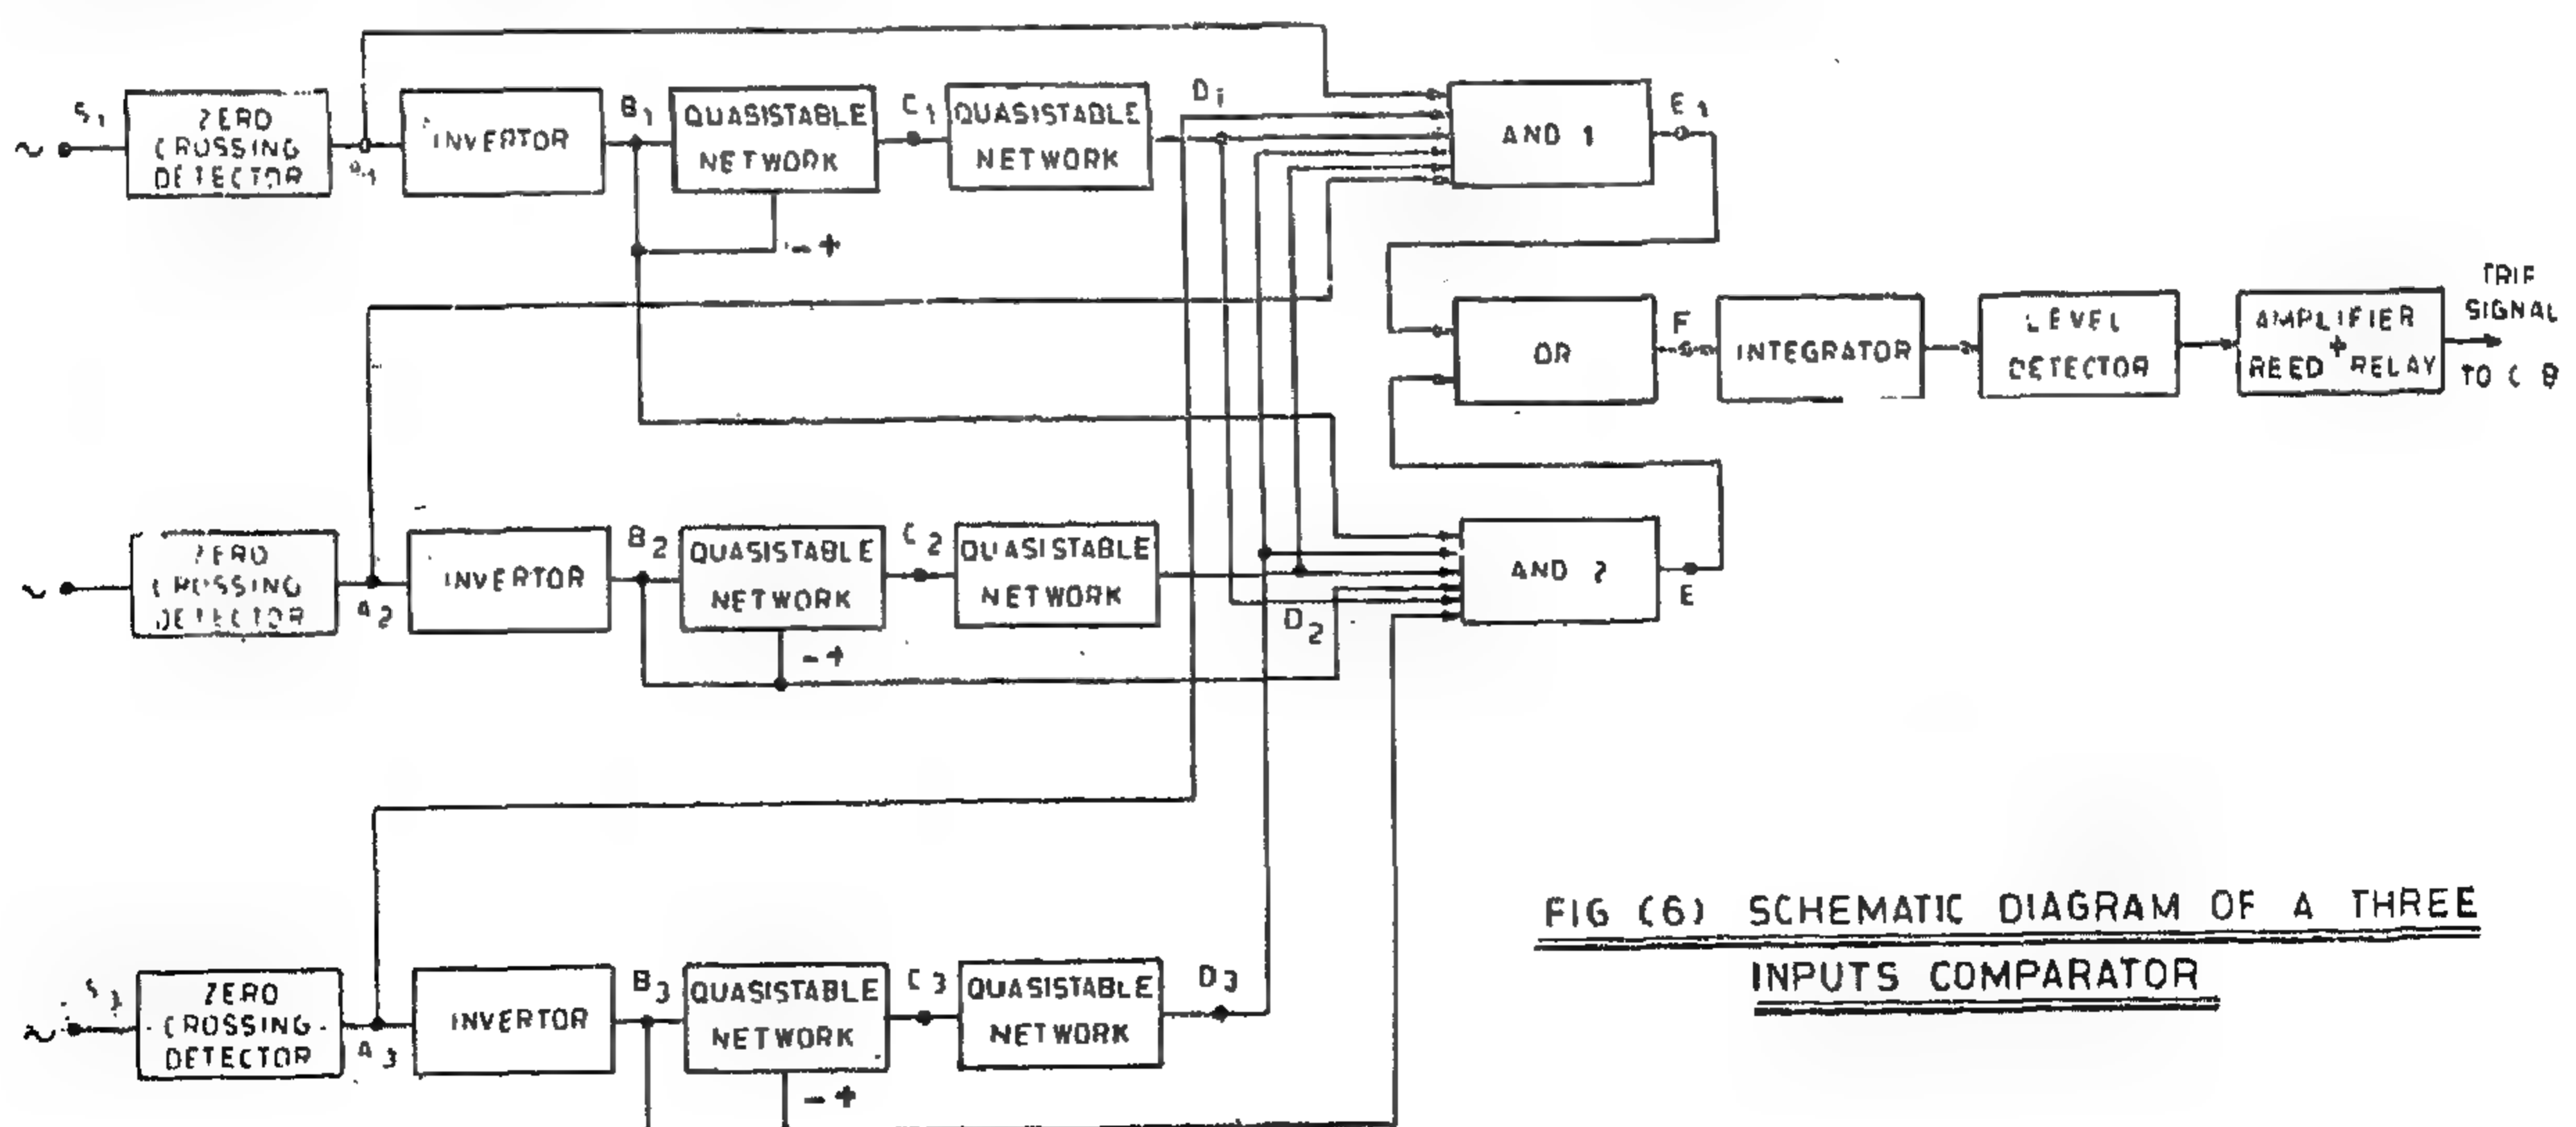 S1
ZERO
CROSSING
DETECTOR
INVERTOR
B1
QUASISTABLE
NETWORK
-+
C1
QUASISTABLE
NETWORK
D1
AND 1
E1
OR
F
INTEGRATOR
LEVEL
DETECTOR
AMPLIFIER
+
REED RELAY
TRIP
SIGNAL
TO C B
ZERO
CROSSING
DETECTOR
A2
INVERTOR
B2
QUASISTABLE
NETWORK
-+
C2
QUASISTABLE
NETWORK
D2
AND 2
E
S3
ZERO
CROSSING
DETECTOR
A3
INVERTOR
B3
QUASISTABLE
NETWORK
-+
C3
QUASISTABLE
NETWORK
D3
FIG (6) SCHEMATIC DIAGRAM OF A THREE
INPUTS COMPARATOR